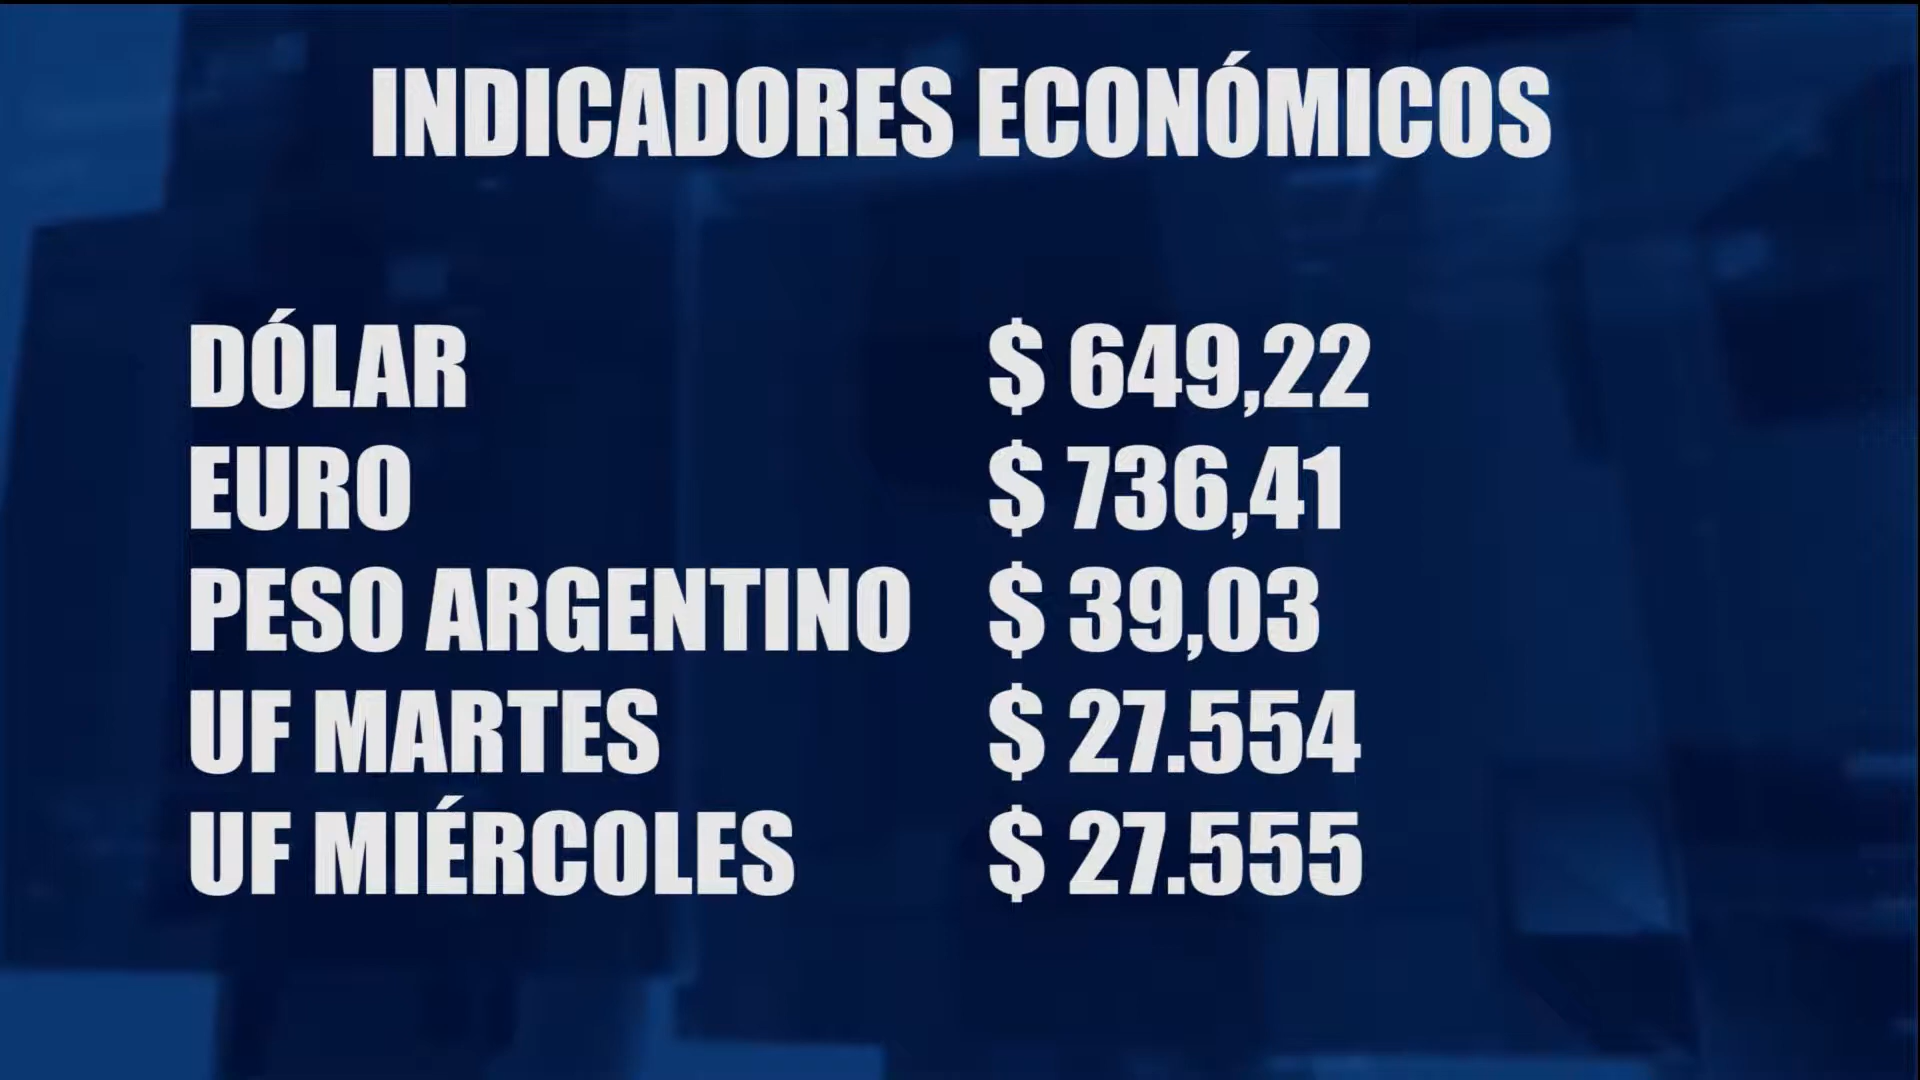 INDICADORES ECONÓMICOS
DÓLAR $ 649,22
EURO $ 736,41
PESO ARGENTINO $ 39,03
UF MARTES $ 27.554
UF MIÉRCOLES $ 27.555